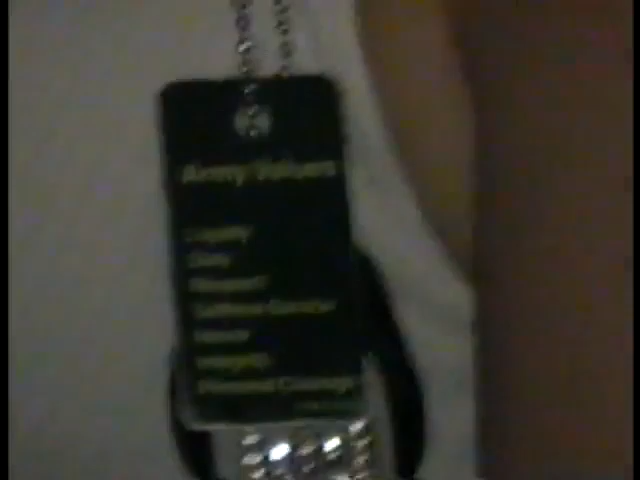 Army Values
Loyalty
Duty
Respect
Selfless Service
Honor
Integrity
Personal Courage